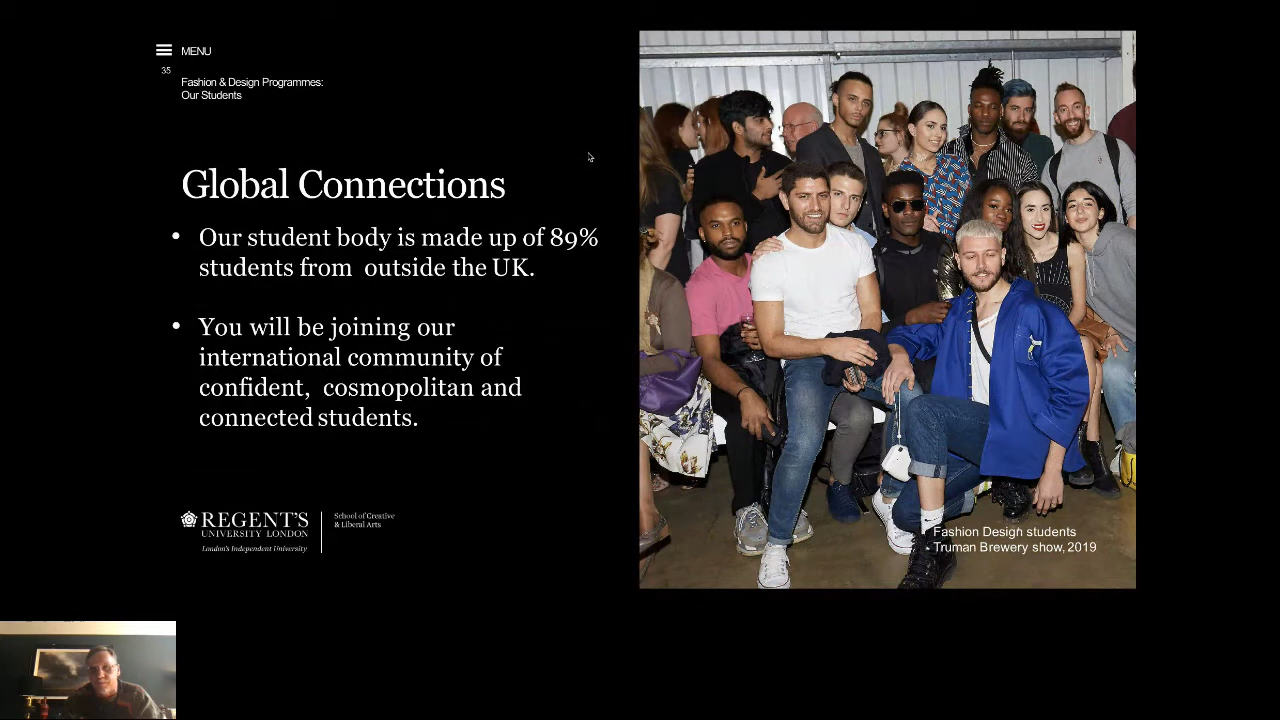 MENU
35
Fashion & Design Programmes:
Our Students
Global Connections
• Our student body is made up of 89%
students from outside the UK.
• You will be joining our
international community of
confident, cosmopolitan and
connected students.
REGENT'S
UNIVERSITY LONDON
London's Independent University
School of Creative
& Liberal Arts
Fashion Design students
Truman Brewery show, 2019